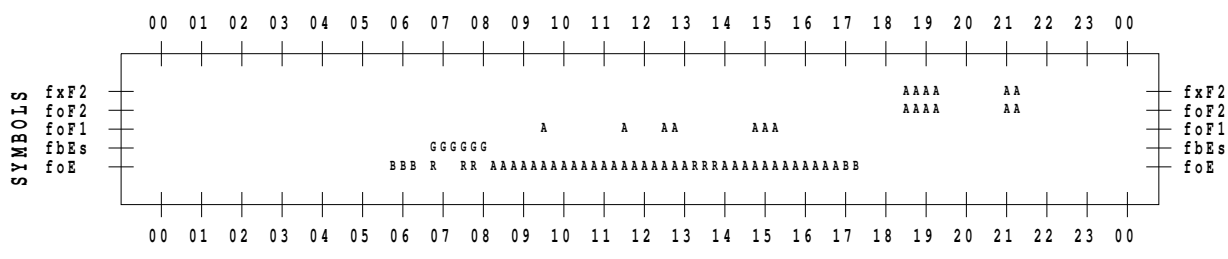 00 01 02 03 04 05 06 07 08 09 10 11 12 13 14 15 16 17 18 19 20 21 22 23 00
SYMBOLS
fxF2 AAAA AA fxF2
foF2 AAAA AA foF2
foF1 A A AA AAA foF1
fbEs GGGGGG fbEs
foE BBB R RR AAAAAAAAAAAAAAAAAAAARRRAAAAAAAAAAAABB foE
00 01 02 03 04 05 06 07 08 09 10 11 12 13 14 15 16 17 18 19 20 21 22 23 00